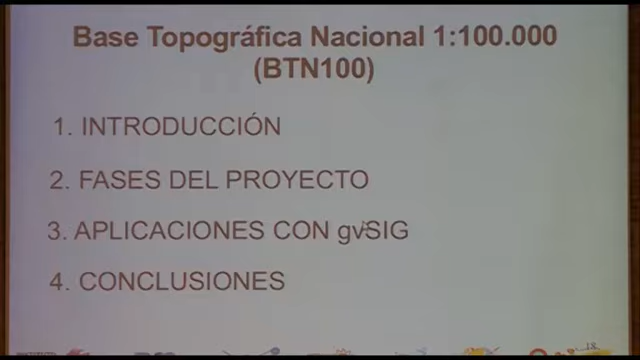 Base Topográfica Nacional 1:100.000
(BTN100)
1. INTRODUCCIÓN
2. FASES DEL PROYECTO
3. APLICACIONES CON gvSIG
4. CONCLUSIONES
18